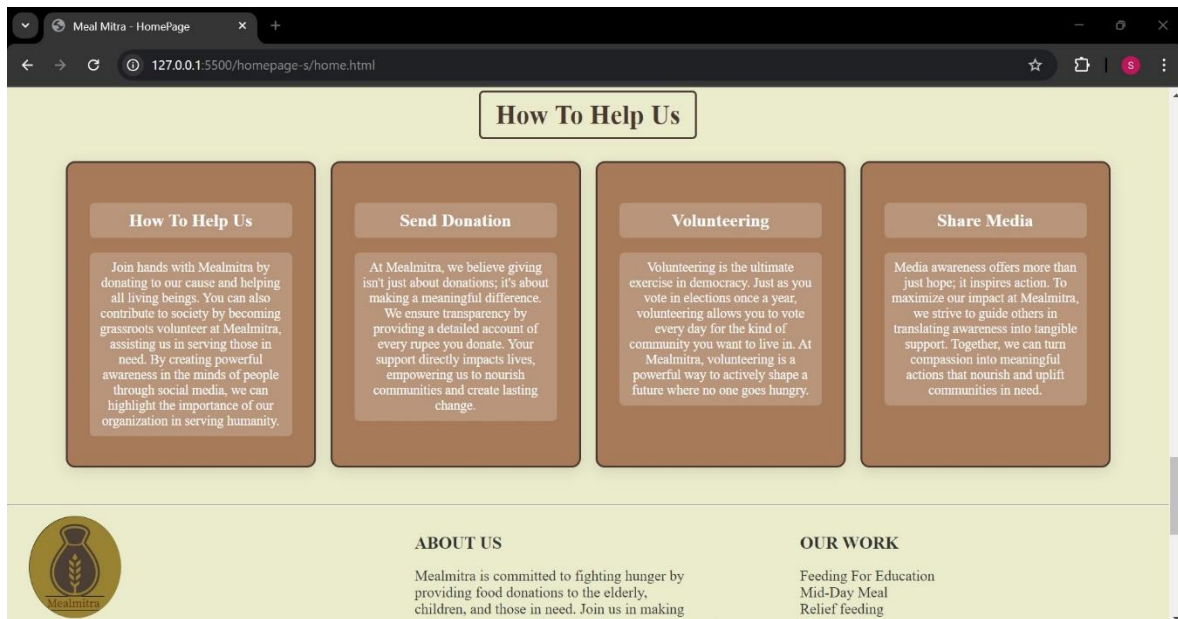 Meal Mitra - HomePage
127.0.0.1:5500/homepage-s/home.html
S
How To Help Us
How To Help Us
Join hands with Mealmitra by
donating to our cause and helping
all living beings. You can also
contribute to society by becoming
grassroots volunteer at Mealmitra,
assisting us in serving those in
need. By creating powerful
awareness in the minds of people
through social media, we can
highlight the importance of our
organization in serving humanity.
Send Donation
At Mealmitra, we believe giving
isn't just about donations; it's about
making a meaningful difference.
We ensure transparency by
providing a detailed account of
every rupee you donate. Your
support directly impacts lives,
empowering us to nourish
communities and create lasting
change.
Volunteering
Volunteering is the ultimate
exercise in democracy. Just as you
vote in elections once a year,
volunteering allows you to vote
every day for the kind of
community you want to live in. At
Mealmitra, volunteering is a
powerful way to actively shape a
future where no one goes hungry.
Share Media
Media awareness offers more than
just hope; it inspires action. To
maximize our impact at Mealmitra,
we strive to guide others in
translating awareness into tangible
support. Together, we can turn
compassion into meaningful
actions that nourish and uplift
communities in need.
Mealmitra
ABOUT US
Mealmitra is committed to fighting hunger by
providing food donations to the elderly,
children, and those in need. Join us in making
OUR WORK
Feeding For Education
Mid-Day Meal
Relief feeding